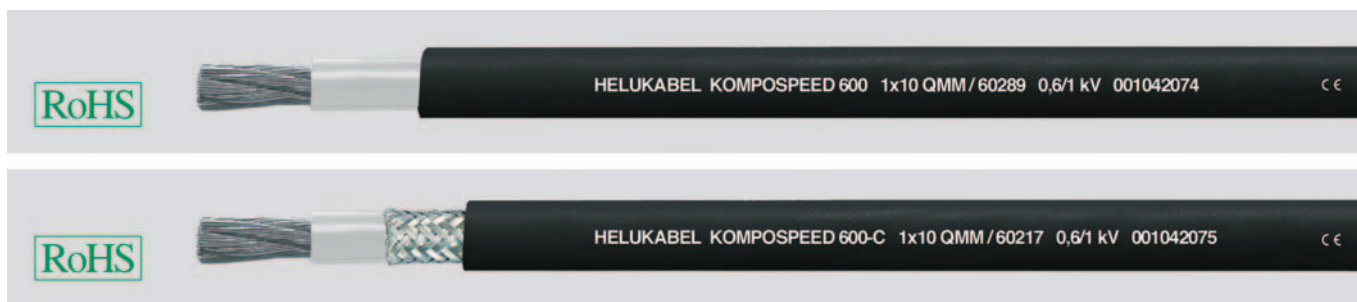 RoHS
HELUKABEL KOMPOSPEED 600 1x10 QMM / 60289 0,6/1 kV 001042074 CE
RoHS
HELUKABEL KOMPOSPEED 600-C 1x10 QMM / 60217 0,6/1 kV 001042075 CE